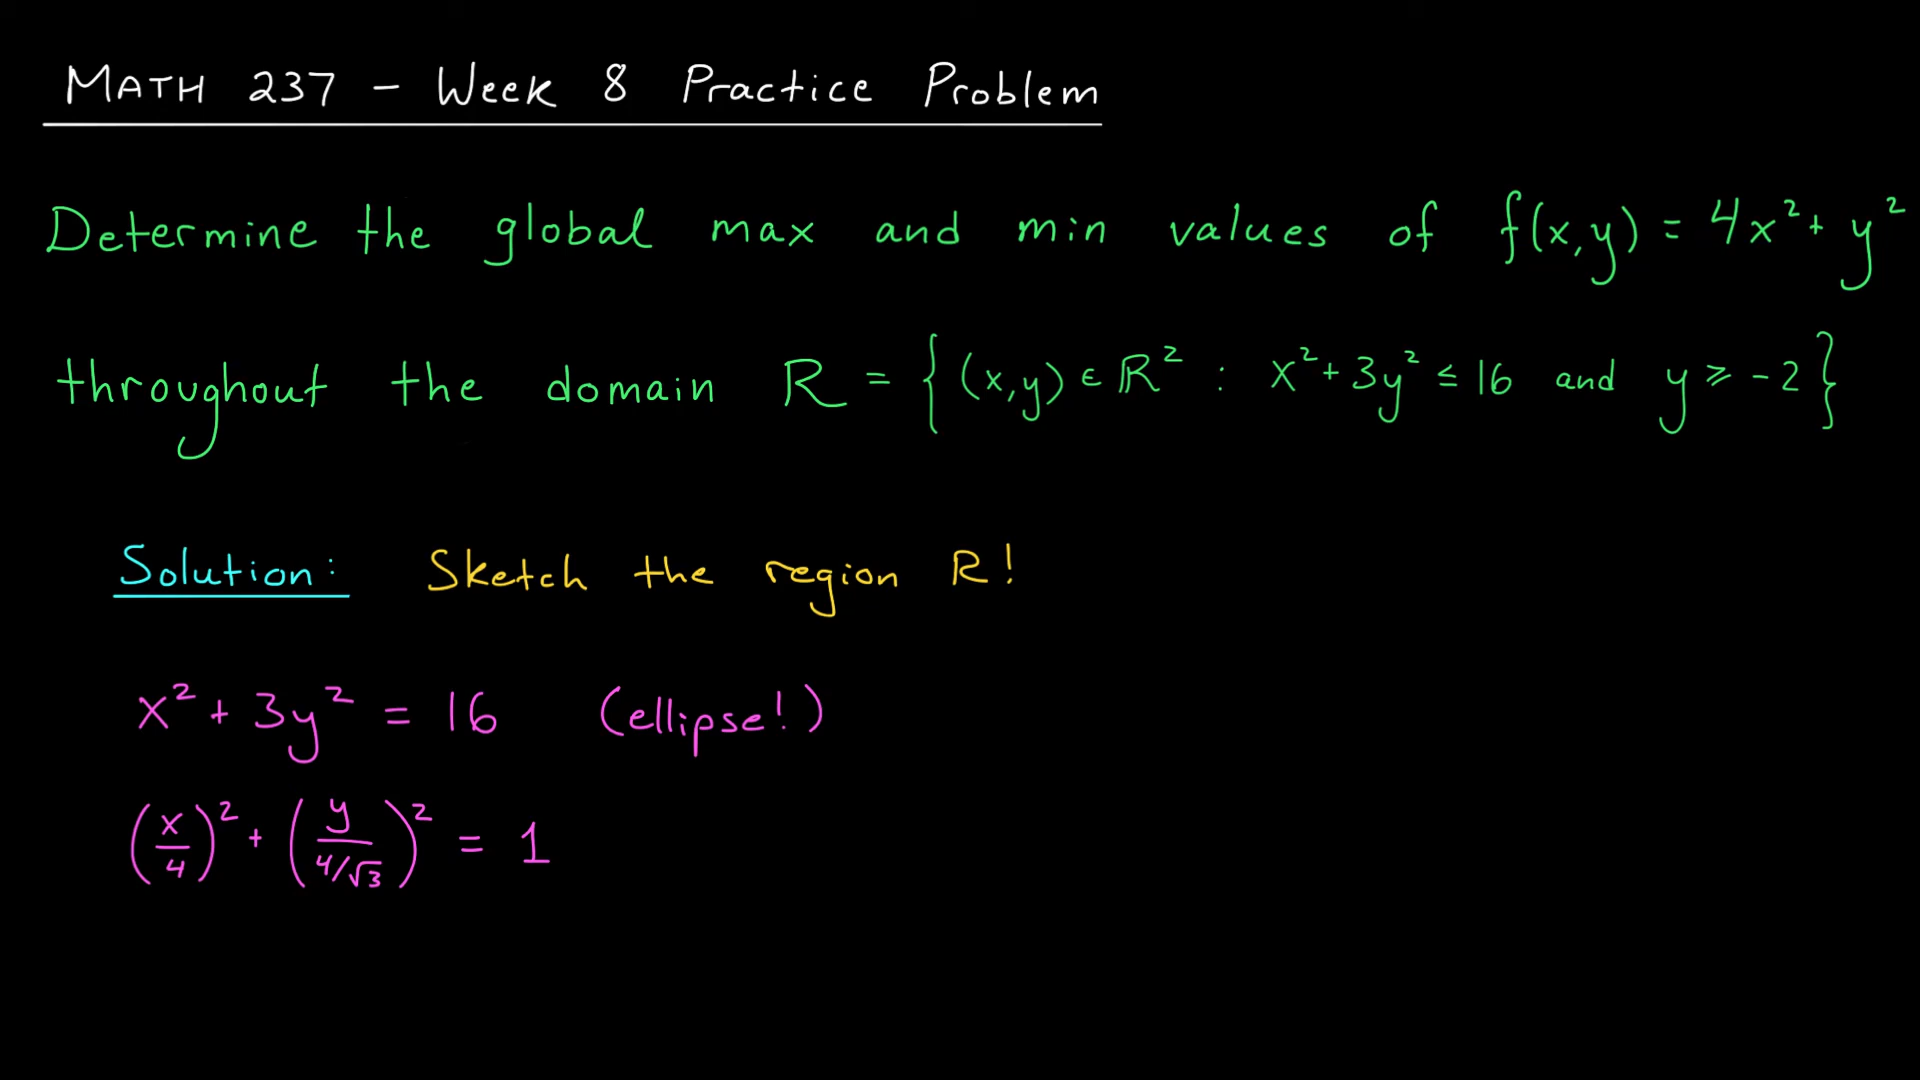 MATH 237 - Week 8 Practice Problem
Determine the global max and min values of f(x,y) = 4x² + y²
throughout the domain R = {(x,y) ∈ ℝ² : x² + 3y² ≤ 16 and y ≥ -2}
Solution: Sketch the region R!
x² + 3y² = 16 (ellipse!)
(x/4)² + (y/(4/√3))² = 1